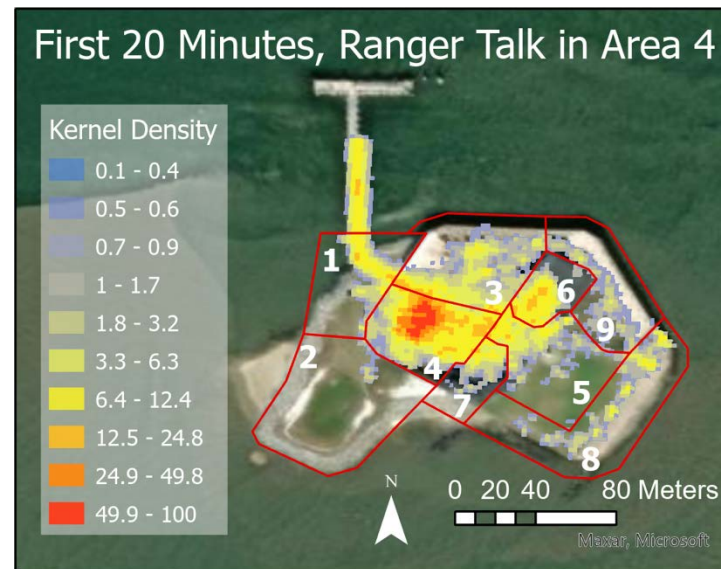 First 20 Minutes, Ranger Talk in Area 4
Kernel Density
0.1 - 0.4
0.5 - 0.6
0.7 - 0.9
1 - 1.7
1.8 - 3.2
3.3 - 6.3
6.4 - 12.4
12.5 - 24.8
24.9 - 49.8
49.9 - 100
1
3
6
9
2
4
5
7
8
N
0 20 40 80 Meters
Maxar, Microsoft